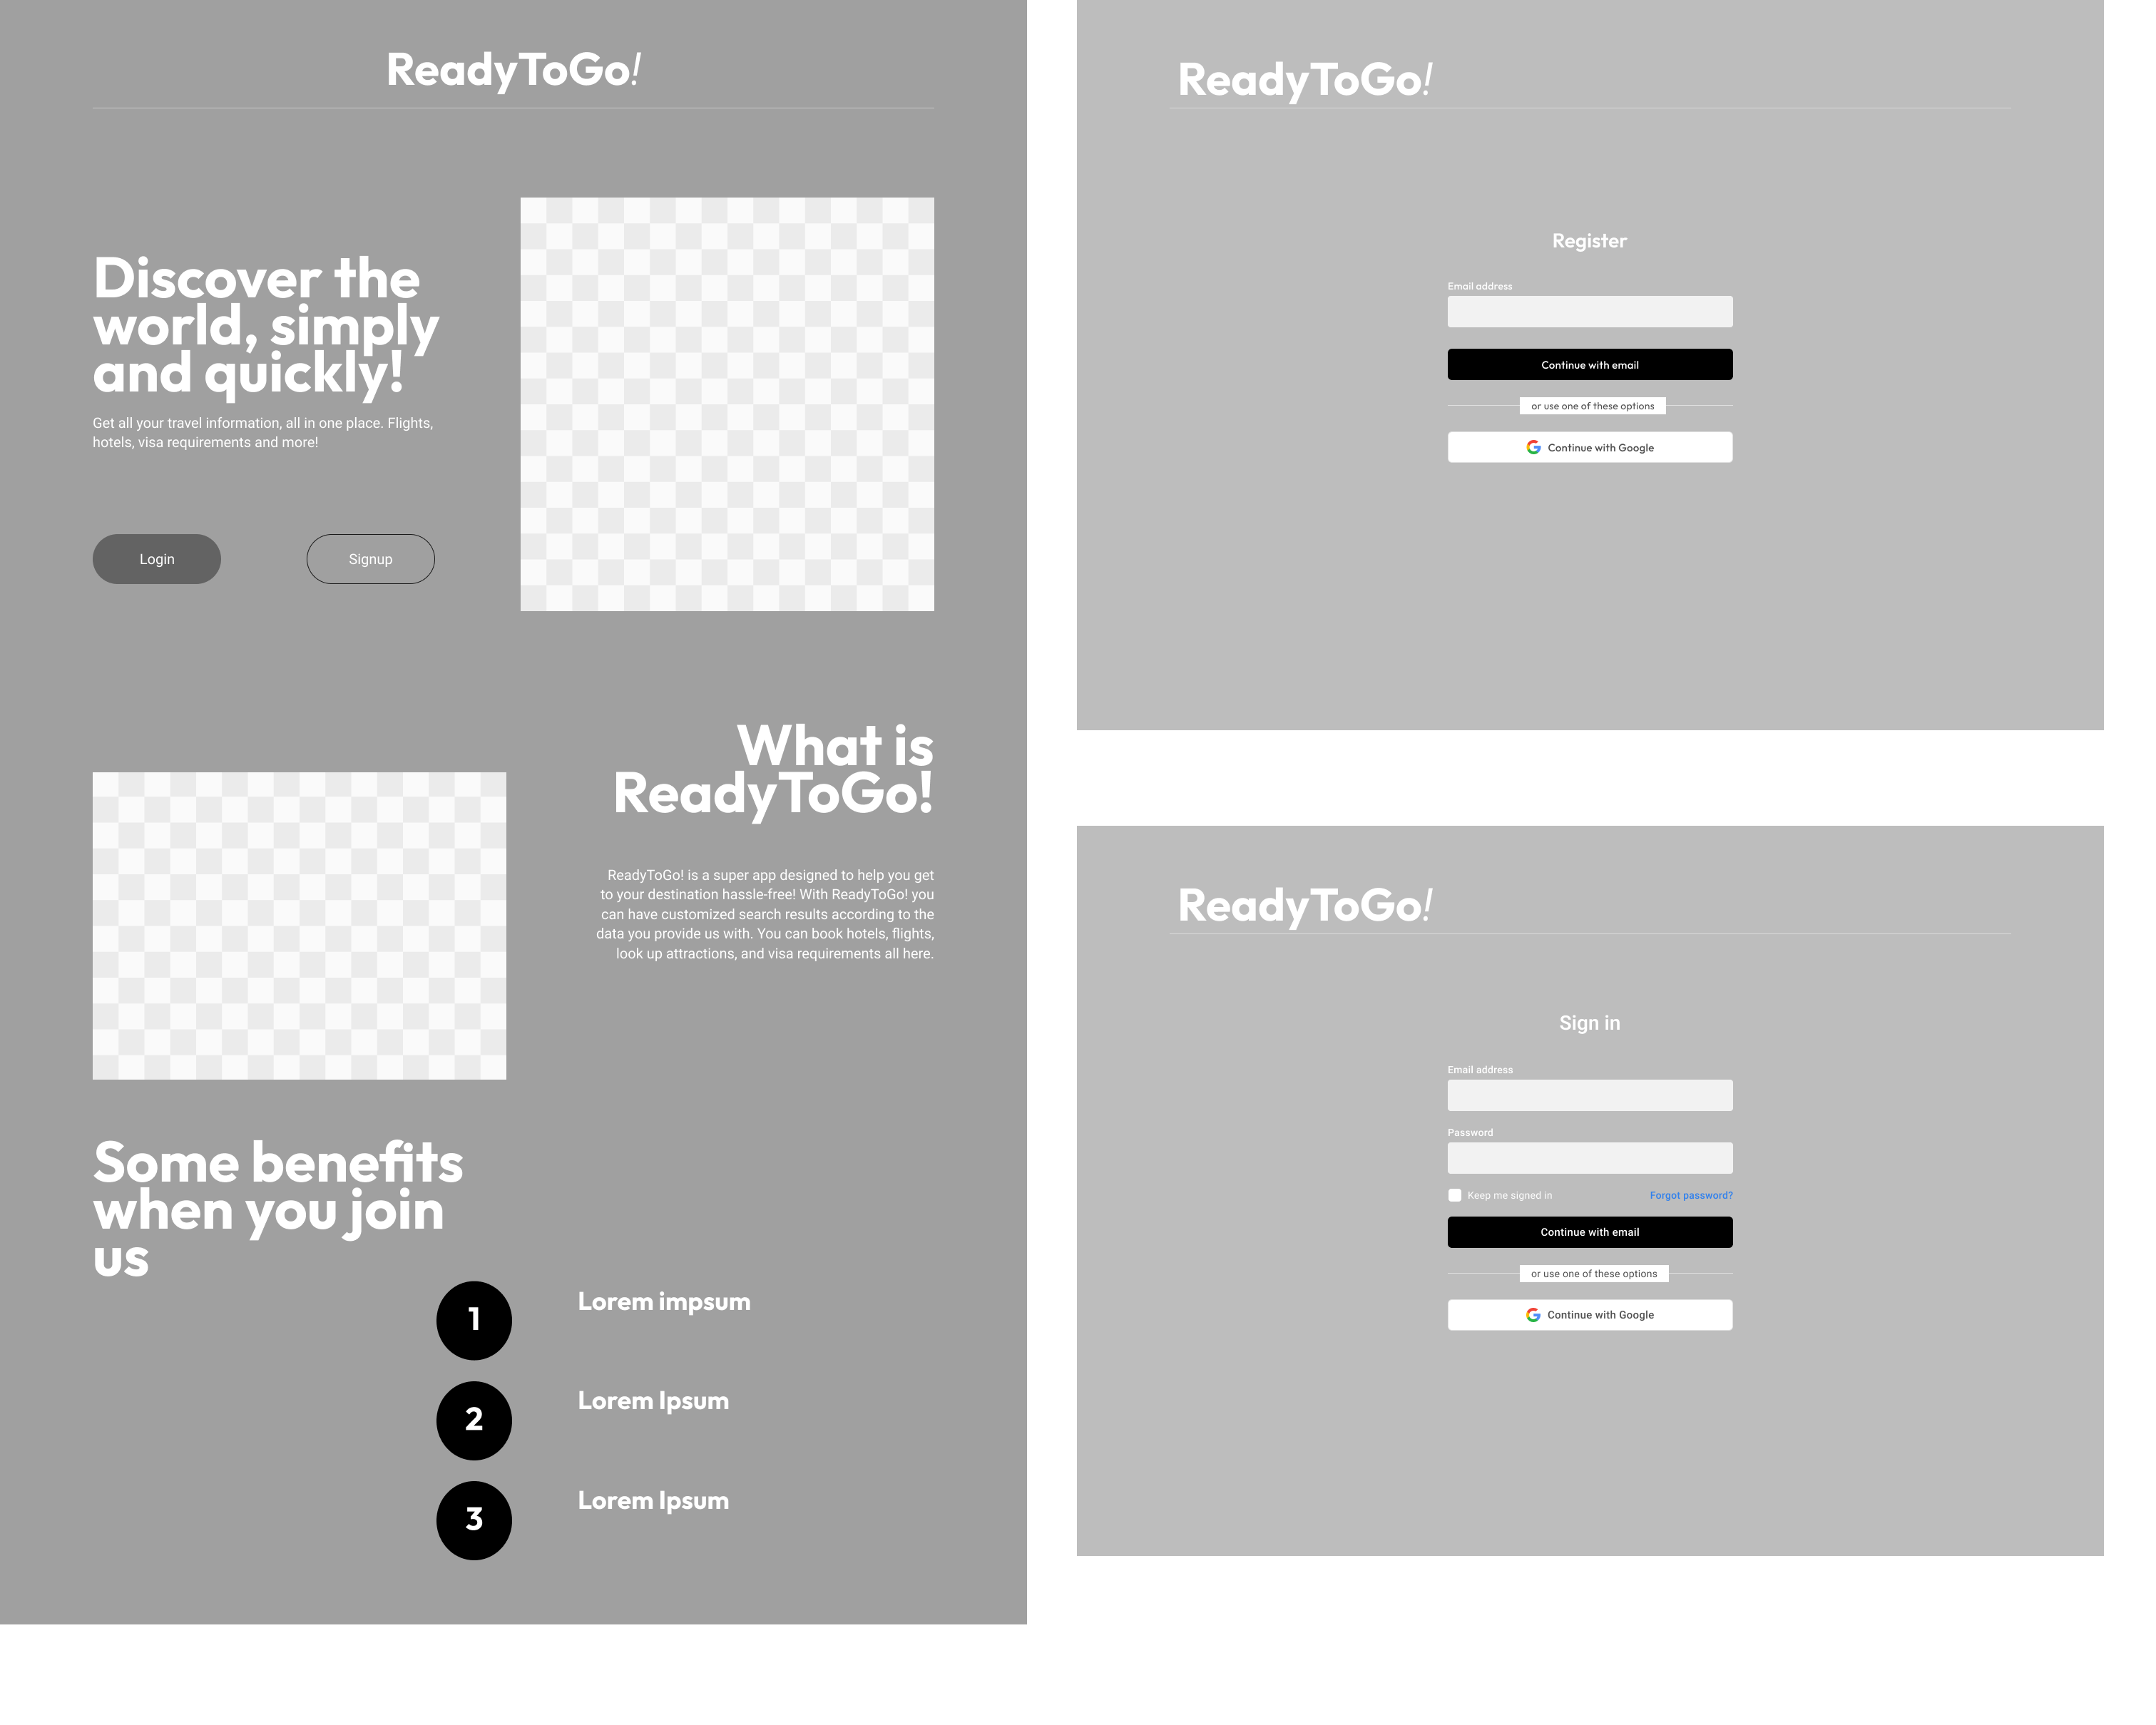 ReadyToGo!
Discover the
world, simply
and quickly!
Get all your travel information, all in one place. Flights,
hotels, visa requirements and more!
Login
Signup
What is
ReadyToGo!
ReadyToGo! is a super app designed to help you get
to your destination hassle-free! With ReadyToGo! you
can have customized search results according to the
data you provide us with. You can book hotels, flights,
look up attractions, and visa requirements all here.
Some benefits
when you join
us
1
Lorem impsum
2
Lorem Ipsum
3
Lorem Ipsum
ReadyToGo!
Register
Email address
Continue with email
or use one of these options
Continue with Google
ReadyToGo!
Sign in
Email address
Password
Keep me signed in
Forgot password?
Continue with email
or use one of these options
Continue with Google